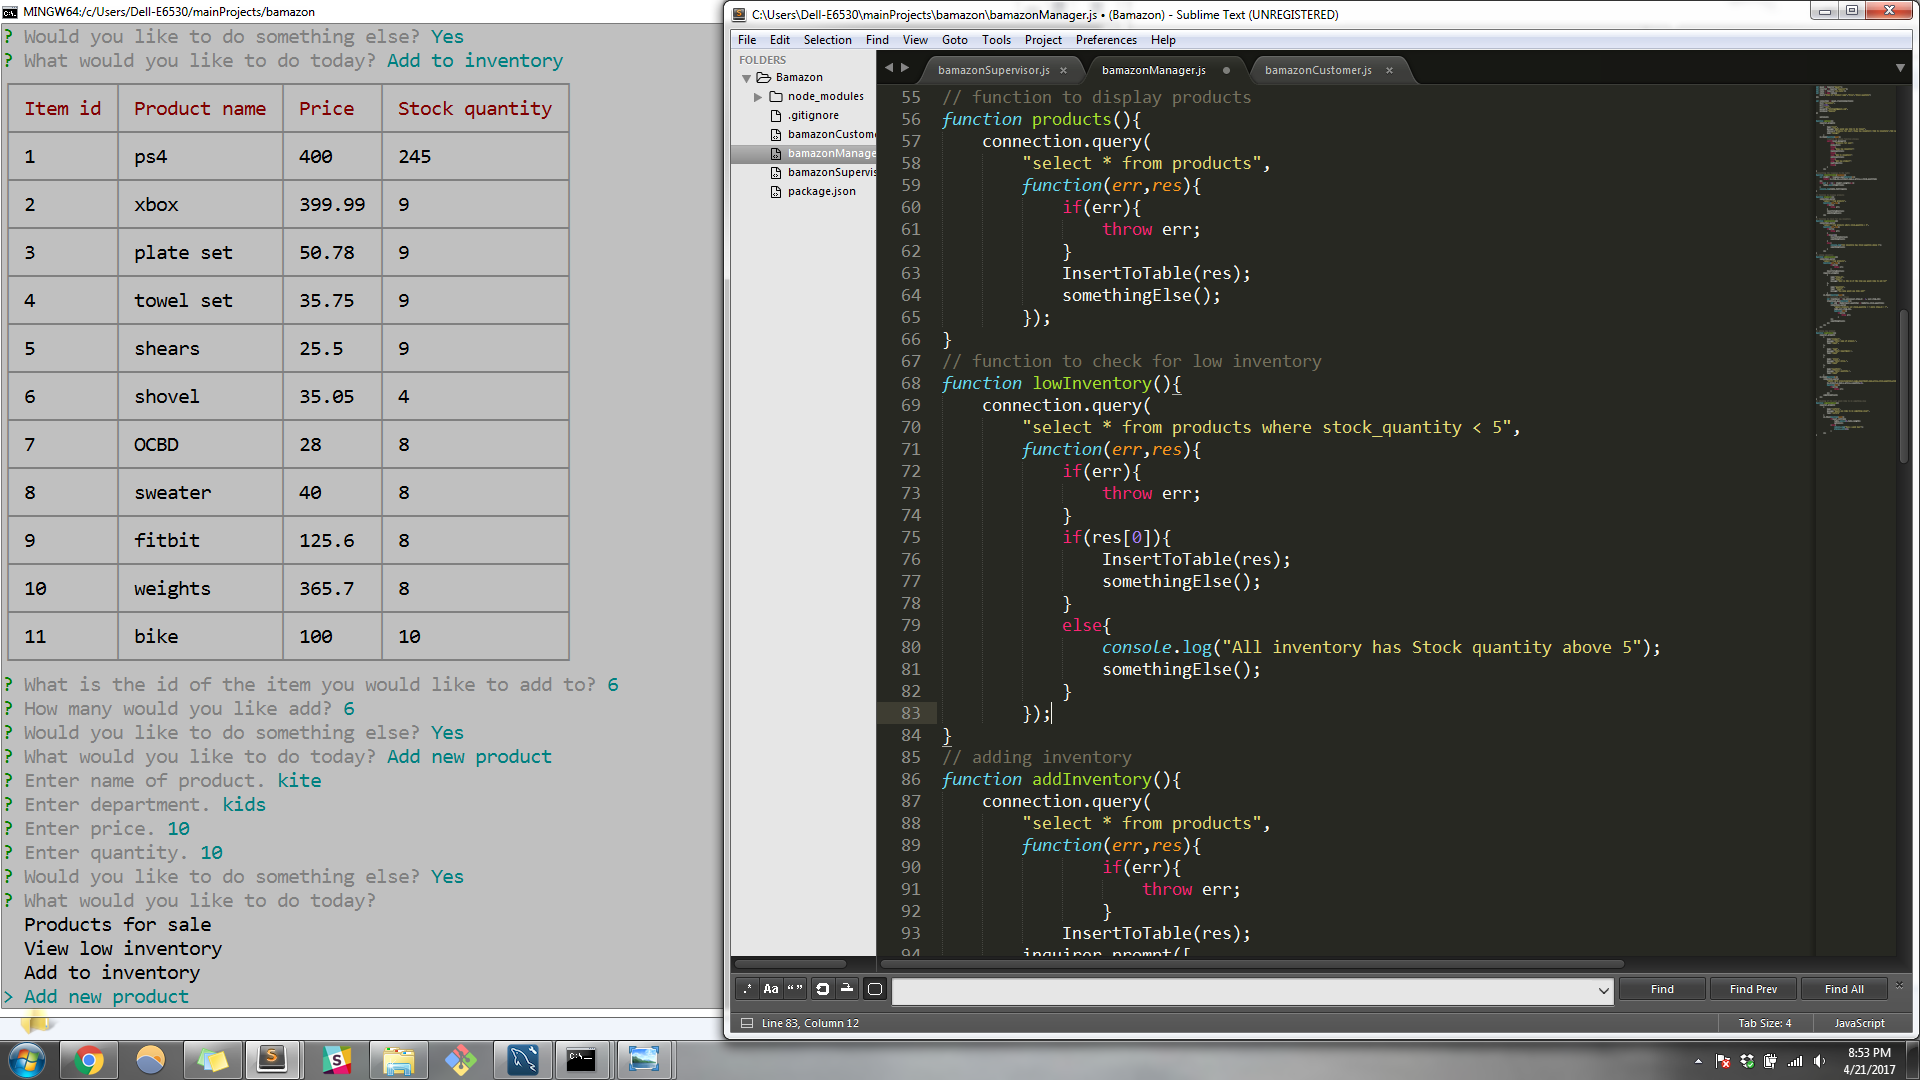 MINGW64:/c/Users/Dell-E6530/mainProjects/bamazon
? Would you like to do something else? Yes
? What would you like to do today? Add to inventory
Item id Product name Price Stock quantity
1 ps4 400 245
2 xbox 399.99 9
3 plate set 50.78 9
4 towel set 35.75 9
5 shears 25.5 9
6 shovel 35.05 4
7 OCBD 28 8
8 sweater 40 8
9 fitbit 125.6 8
10 weights 365.7 8
11 bike 100 10
? What is the id of the item you would like to add to? 6
? How many would you like add? 6
? Would you like to do something else? Yes
? What would you like to do today? Add new product
? Enter name of product. kite
? Enter department. kids
? Enter price. 10
? Enter quantity. 10
? Would you like to do something else? Yes
? What would you like to do today?
Products for sale
View low inventory
Add to inventory
> Add new product
C:\Users\Dell-E6530\mainProjects\bamazon\bamazonManager.js • (Bamazon) - Sublime Text (UNREGISTERED)
File Edit Selection Find View Goto Tools Project Preferences Help
FOLDERS
Bamazon
node_modules
.gitignore
bamazonCustome
bamazonManage
bamazonSupervis
package.json
bamazonSupervisor.js × bamazonManager.js • bamazonCustomer.js ×
55 // function to display products
56 function products(){
57 connection.query(
58 "select * from products",
59 function(err,res){
60 if(err){
61 throw err;
62 }
63 InsertToTable(res);
64 somethingElse();
65 });
66 }
67 // function to check for low inventory
68 function lowInventory(){
69 connection.query(
70 "select * from products where stock_quantity < 5",
71 function(err,res){
72 if(err){
73 throw err;
74 }
75 if(res[0]){
76 InsertToTable(res);
77 somethingElse();
78 }
79 else{
80 console.log("All inventory has Stock quantity above 5");
81 somethingElse();
82 }
83 });
84 }
85 // adding inventory
86 function addInventory(){
87 connection.query(
88 "select * from products",
89 function(err,res){
90 if(err){
91 throw err;
92 }
93 InsertToTable(res);
94 inquirer.prompt([
.* Aa “ ” Find Find Prev Find All
Line 83, Column 12 Tab Size: 4 JavaScript
8:53 PM
4/21/2017